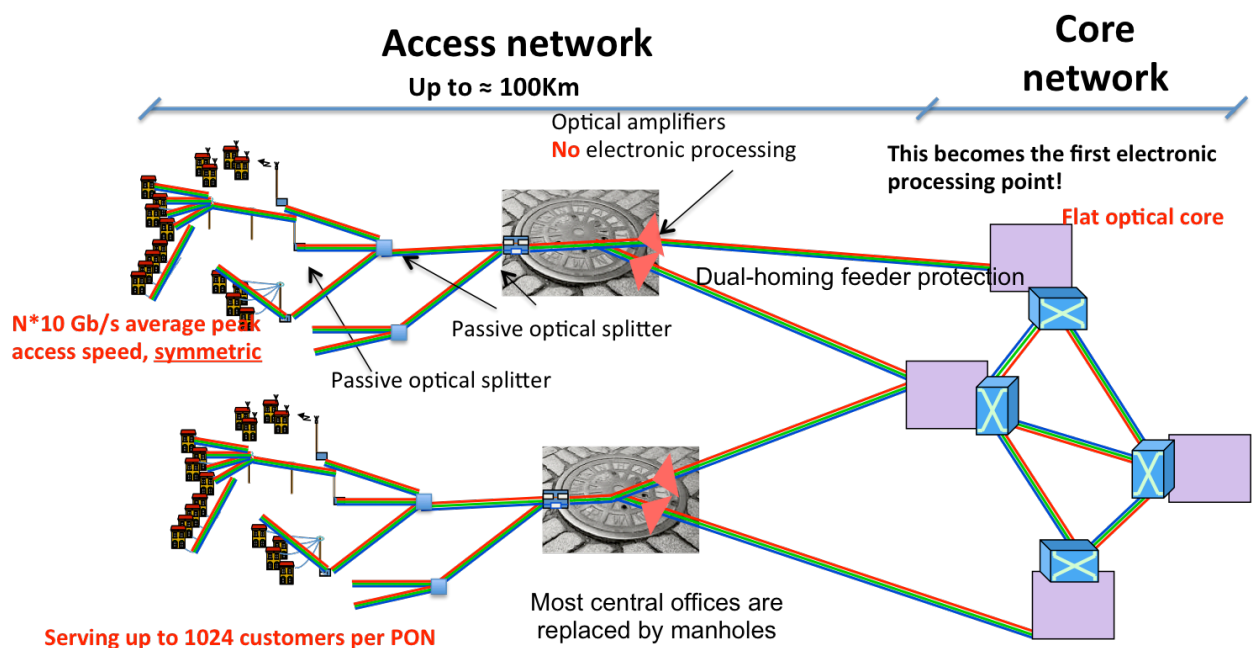 Access network
Up to ≈ 100Km
Core
network
Optical amplifiers
No electronic processing
This becomes the first electronic
processing point!
Flat optical core
Dual-homing feeder protection
N*10 Gb/s average peak
access speed, symmetric
Passive optical splitter
Passive optical splitter
Most central offices are
replaced by manholes
Serving up to 1024 customers per PON